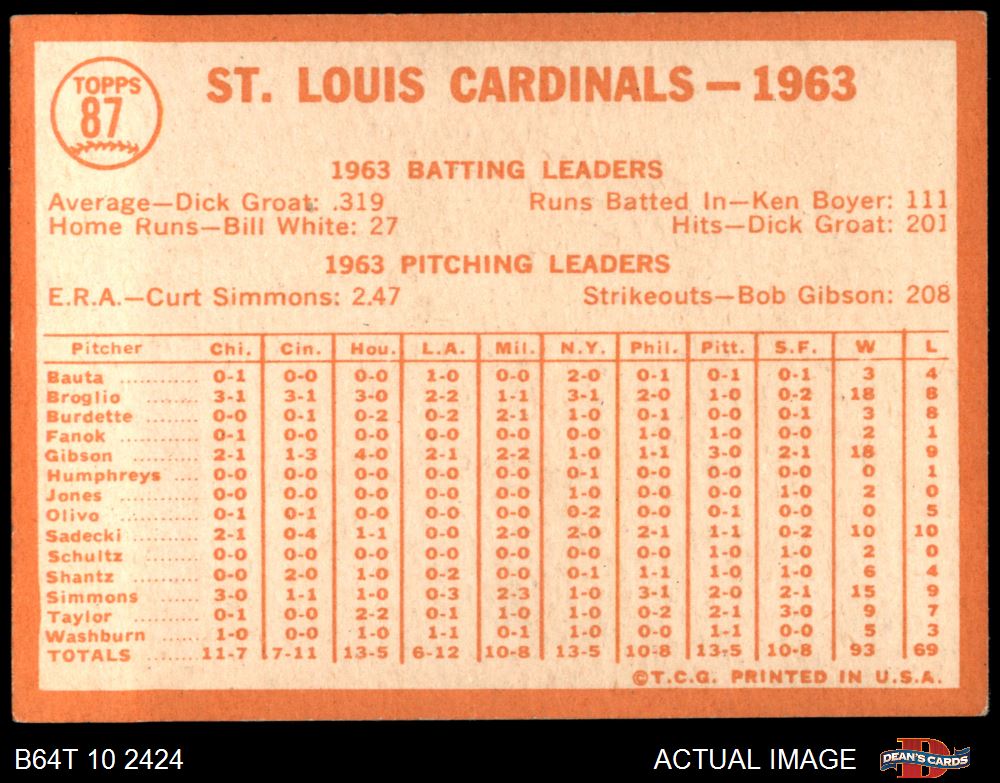 TOPPS
87
ST. LOUIS CARDINALS — 1963
1963 BATTING LEADERS
Average—Dick Groat: .319 Runs Batted In—Ken Boyer: 111
Home Runs—Bill White: 27 Hits—Dick Groat: 201
1963 PITCHING LEADERS
E.R.A.—Curt Simmons: 2.47 Strikeouts—Bob Gibson: 208
Pitcher Chi. Cin. Hou. L.A. Mil. N.Y. Phil. Pitt. S.F. W L
Bauta ........... 0-1 0-0 0-0 1-0 0-0 2-0 0-1 0-1 0-1 3 4
Broglio ....... 3-1 3-1 3-0 2-2 1-1 3-1 2-0 1-0 0-2 18 8
Burdette ....... 0-0 0-1 0-2 0-2 2-1 1-0 0-1 0-0 0-1 3 8
Fanok .......... 0-1 0-0 0-0 0-0 0-0 0-0 1-0 1-0 0-0 2 1
Gibson ......... 2-1 1-3 4-0 2-1 2-2 1-0 1-1 3-0 2-1 18 9
Humphreys .... 0-0 0-0 0-0 0-0 0-0 0-1 0-0 0-0 0-0 0 1
Jones .......... 0-0 0-0 0-0 0-0 0-0 1-0 0-0 0-0 1-0 2 0
Olivo ........... 0-1 0-1 0-0 0-0 0-0 0-2 0-0 0-1 0-0 0 5
Sadecki ........ 2-1 0-4 1-1 0-0 2-0 2-0 2-1 1-1 0-2 10 10
Schultz ........ 0-0 0-0 0-0 0-0 0-0 0-0 0-0 1-0 1-0 2 0
Shantz ......... 0-0 2-0 1-0 0-2 0-0 0-1 1-1 1-0 1-0 6 4
Simmons ...... 3-0 1-1 1-0 0-3 2-3 1-0 3-1 2-0 2-1 15 9
Taylor ......... 0-1 0-0 2-2 0-1 1-0 1-0 0-2 2-1 3-0 9 7
Washburn ..... 1-0 0-0 1-0 1-1 0-1 1-0 0-0 1-1 0-0 5 3
TOTALS ...... 11-7 7-11 13-5 6-12 10-8 13-5 10-8 13-5 10-8 93 69
©T.C.G. PRINTED IN U.S.A.
B64T 10 2424 ACTUAL IMAGE DEAN'S CARDS